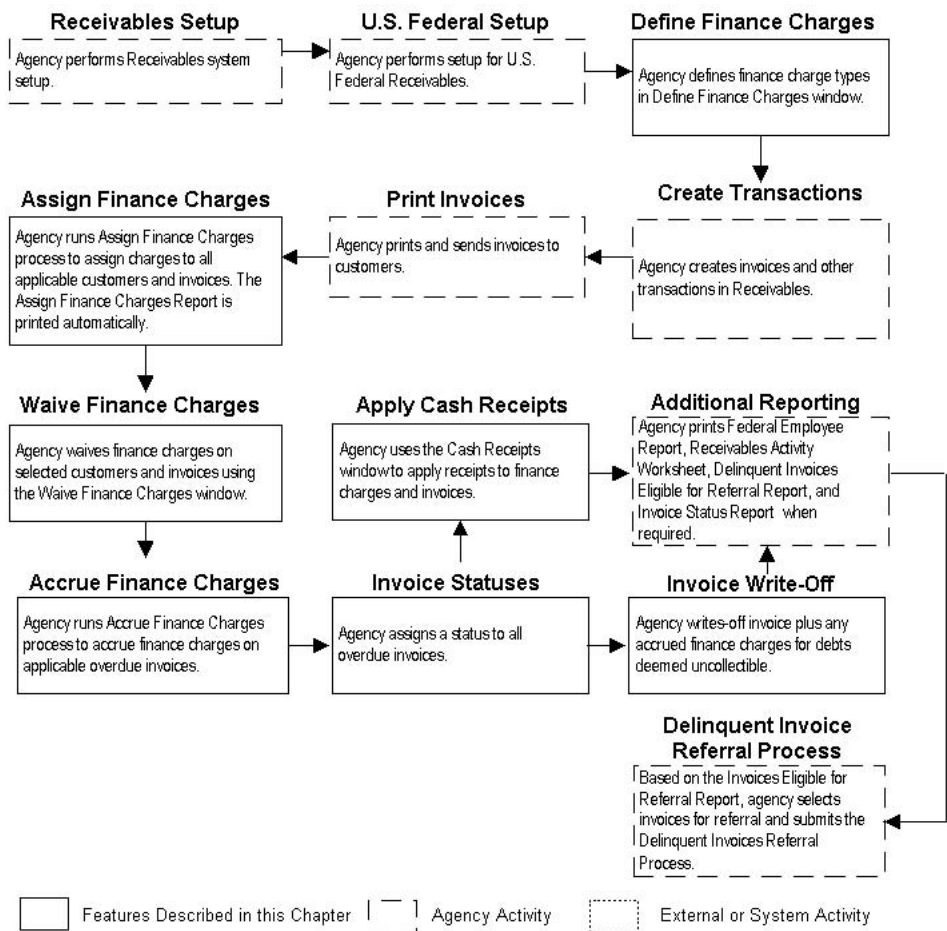 Receivables Setup
Agency performs Receivables system
setup.
U.S. Federal Setup
Agency performs setup for U.S.
Federal Receivables.
Define Finance Charges
Agency defines finance charge types
in Define Finance Charges window.
Assign Finance Charges
Agency runs Assign Finance Charges
process to assign charges to all
applicable customers and invoices. The
Assign Finance Charges Report is
printed automatically.
Print Invoices
Agency prints and sends invoices to
customers.
Create Transactions
Agency creates invoices and other
transactions in Receivables.
Waive Finance Charges
Agency waives finance charges on
selected customers and invoices using
the Waive Finance Charges window.
Apply Cash Receipts
Agency uses the Cash Receipts
window to apply receipts to finance
charges and invoices.
Additional Reporting
Agency prints Federal Employee
Report, Receivables Activity
Worksheet, Delinquent Invoices
Eligible for Referral Report, and
Invoice Status Report when
required.
Accrue Finance Charges
Agency runs Accrue Finance Charges
process to accrue finance charges on
applicable overdue invoices.
Invoice Statuses
Agency assigns a status to all
overdue invoices.
Invoice Write-Off
Agency writes-off invoice plus any
accrued finance charges for debts
deemed uncollectible.
Delinquent Invoice
Referral Process
Based on the Invoices Eligible for
Referral Report, agency selects
invoices for referral and submits the
Delinquent Invoices Referral
Process.
Features Described in this Chapter
Agency Activity
External or System Activity